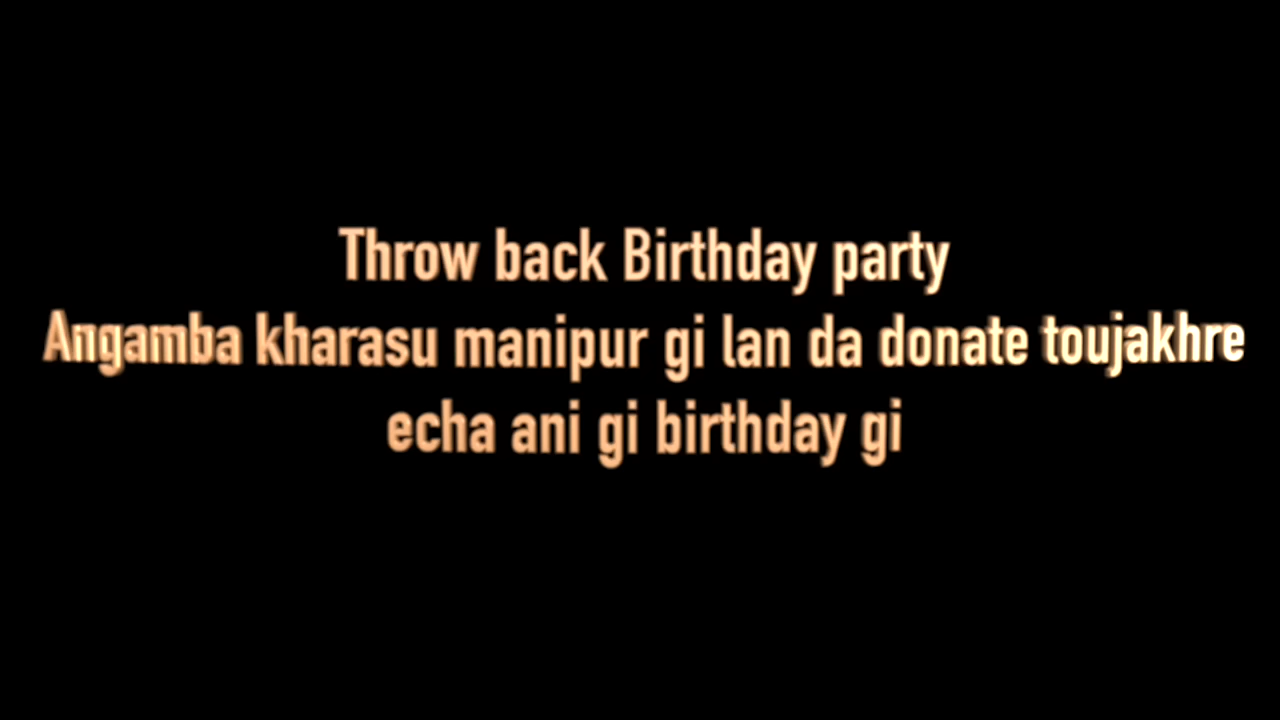 Throw back Birthday party
Angamba kharasu manipur gi lan da donate toujakhre
echa ani gi birthday gi